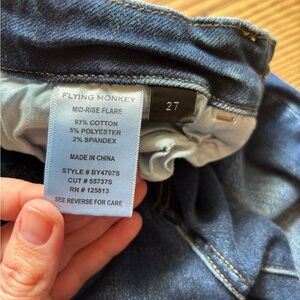 FLYING MONKEY
MID-RISE FLARE
93% COTTON
5% POLYESTER
2% SPANDEX
MADE IN CHINA
STYLE # BY4707S
CUT # 55737S
RN # 125813
SEE REVERSE FOR CARE
27